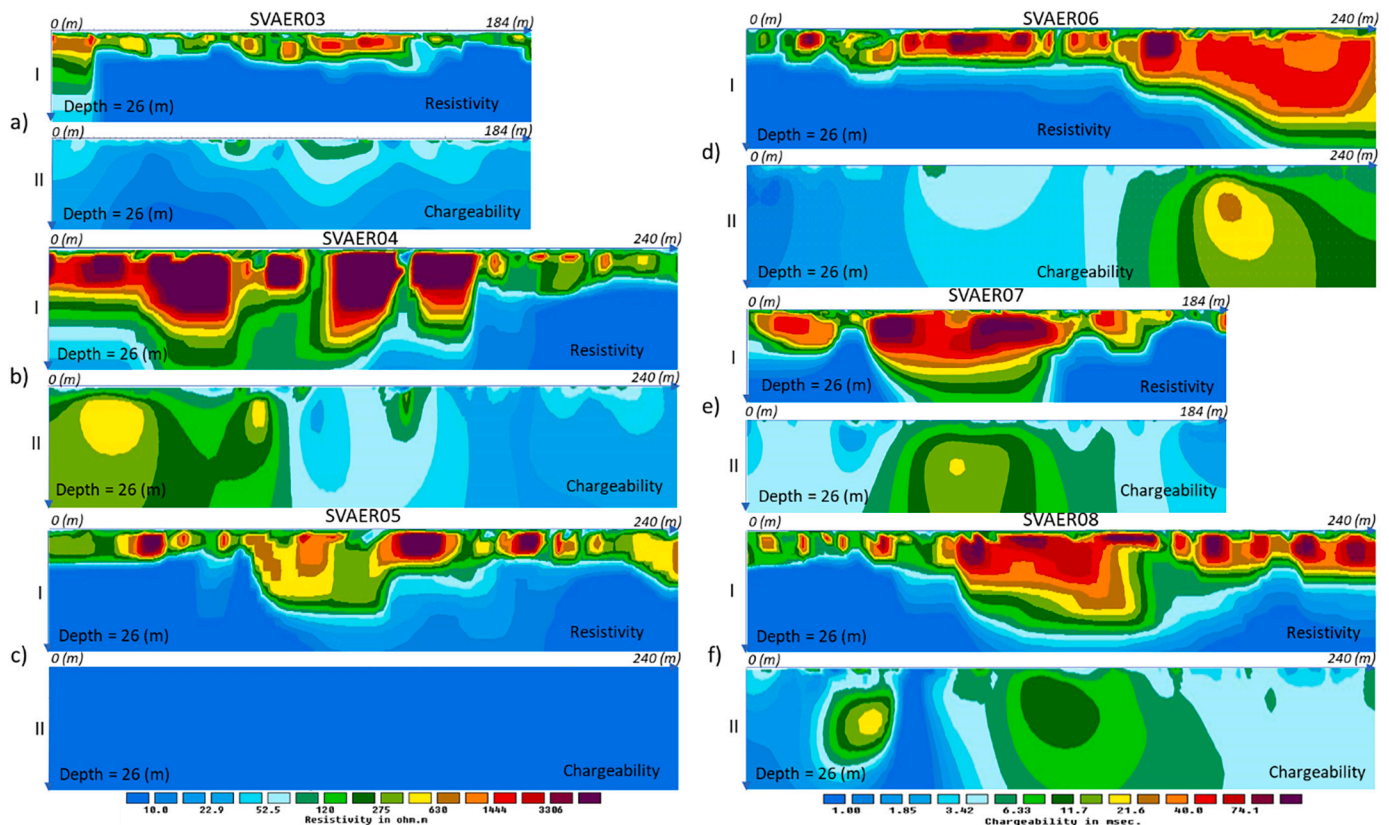 SVAER03
0 (m)
184 (m)
I
Depth = 26 (m)
Resistivity
a)
0 (m)
184 (m)
II
Chargeability
SVAER04
0 (m)
240 (m)
I
Depth = 26 (m)
Resistivity
b)
0 (m)
240 (m)
II
Depth = 26 (m)
Chargeability
SVAER05
0 (m)
240 (m)
I
Depth = 26 (m)
Resistivity
c)
0 (m)
240 (m)
II
Depth = 26 (m)
Chargeability
10.0 22.9 52.5 120 275 630 1444 3306
Resistivity in ohm.m
SVAER06
0 (m)
240 (m)
I
Depth = 26 (m)
Resistivity
d)
0 (m)
240 (m)
II
Depth = 26 (m)
Chargeability
SVAER07
0 (m)
184 (m)
I
Depth = 26 (m)
Resistivity
e)
0 (m)
184 (m)
II
Depth = 26 (m)
Chargeability
SVAER08
0 (m)
240 (m)
I
Depth = 26 (m)
Resistivity
f)
0 (m)
240 (m)
II
Depth = 26 (m)
Chargeability
1.00 1.85 3.42 6.33 11.7 21.6 40.0 74.1
Chargeability in msec.